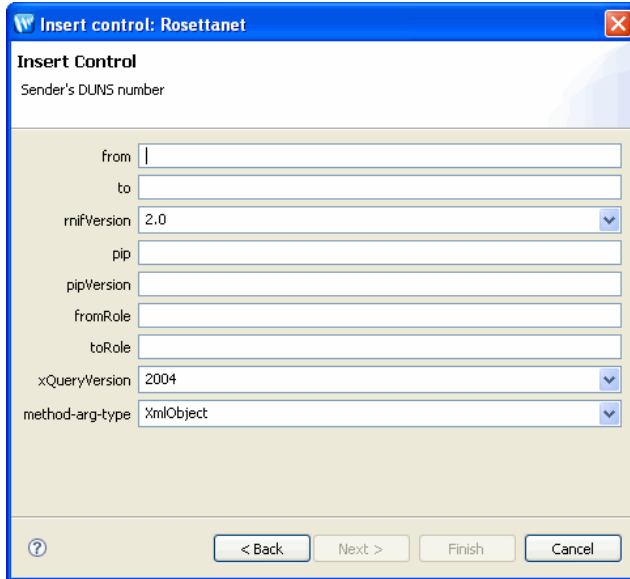 Insert control: Rosettanet
Insert Control
Sender's DUNS number
from
to
rnifVersion 2.0
pip
pipVersion
fromRole
toRole
xQueryVersion 2004
method-arg-type XmlObject
? < Back Next > Finish Cancel